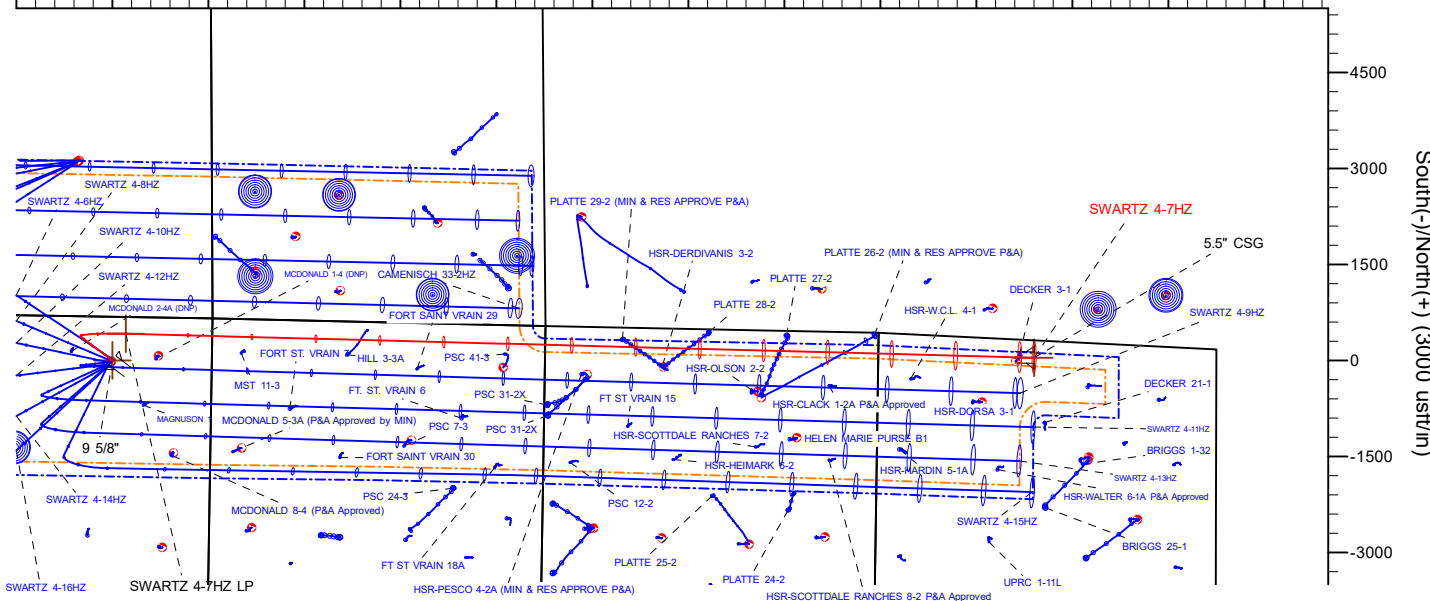 4500
3000
1500
0
-1500
-3000
South(-)/North(+) (3000 usft/in)
SWARTZ 4-8HZ
SWARTZ 4-6HZ
SWARTZ 4-10HZ
SWARTZ 4-12HZ
MCDONALD 2-4A (DNP)
MCDONALD 1-4 (DNP)
CAMENISCH 33-2HZ
FORT SAINT VRAIN 29
PLATTE 29-2 (MIN & RES APPROVE P&A)
HSR-DERDIVANIS 3-2
PLATTE 28-2
PLATTE 27-2
PLATTE 26-2 (MIN & RES APPROVE P&A)
SWARTZ 4-7HZ
5.5" CSG
DECKER 3-1
HSR-W.C.L. 4-1
SWARTZ 4-9HZ
FORT ST. VRAIN 7
HILL 3-3A
PSC 41-3
HSR-OLSON 2-2
DECKER 21-1
MST 11-3
FT. ST. VRAIN 6
PSC 31-2X
FT ST VRAIN 15
HSR-CLACK 1-2A P&A Approved
HSR-DORSA 3-1
MAGNUSON 1
MCDONALD 5-3A (P&A Approved by MIN)
PSC 7-3
PSC 31-2X
HSR-SCOTTDALE RANCHES 7-2
HELEN MARIE PURSE B1
SWARTZ 4-11HZ
9 5/8"
FORT SAINT VRAIN 30
HSR-HEIMARK 6-2
HSR-HARDIN 5-1A
BRIGGS 1-32
SWARTZ 4-13HZ
SWARTZ 4-14HZ
PSC 24-3
PSC 12-2
HSR-WALTER 6-1A P&A Approved
MCDONALD 8-4 (P&A Approved)
SWARTZ 4-15HZ
BRIGGS 25-1
FT ST VRAIN 18A
PLATTE 25-2
PLATTE 24-2
UPRC 1-11L
SWARTZ 4-16HZ
SWARTZ 4-7HZ LP
HSR-PESCO 4-2A (MIN & RES APPROVE P&A)
HSR-SCOTTDALE RANCHES 8-2 P&A Approved